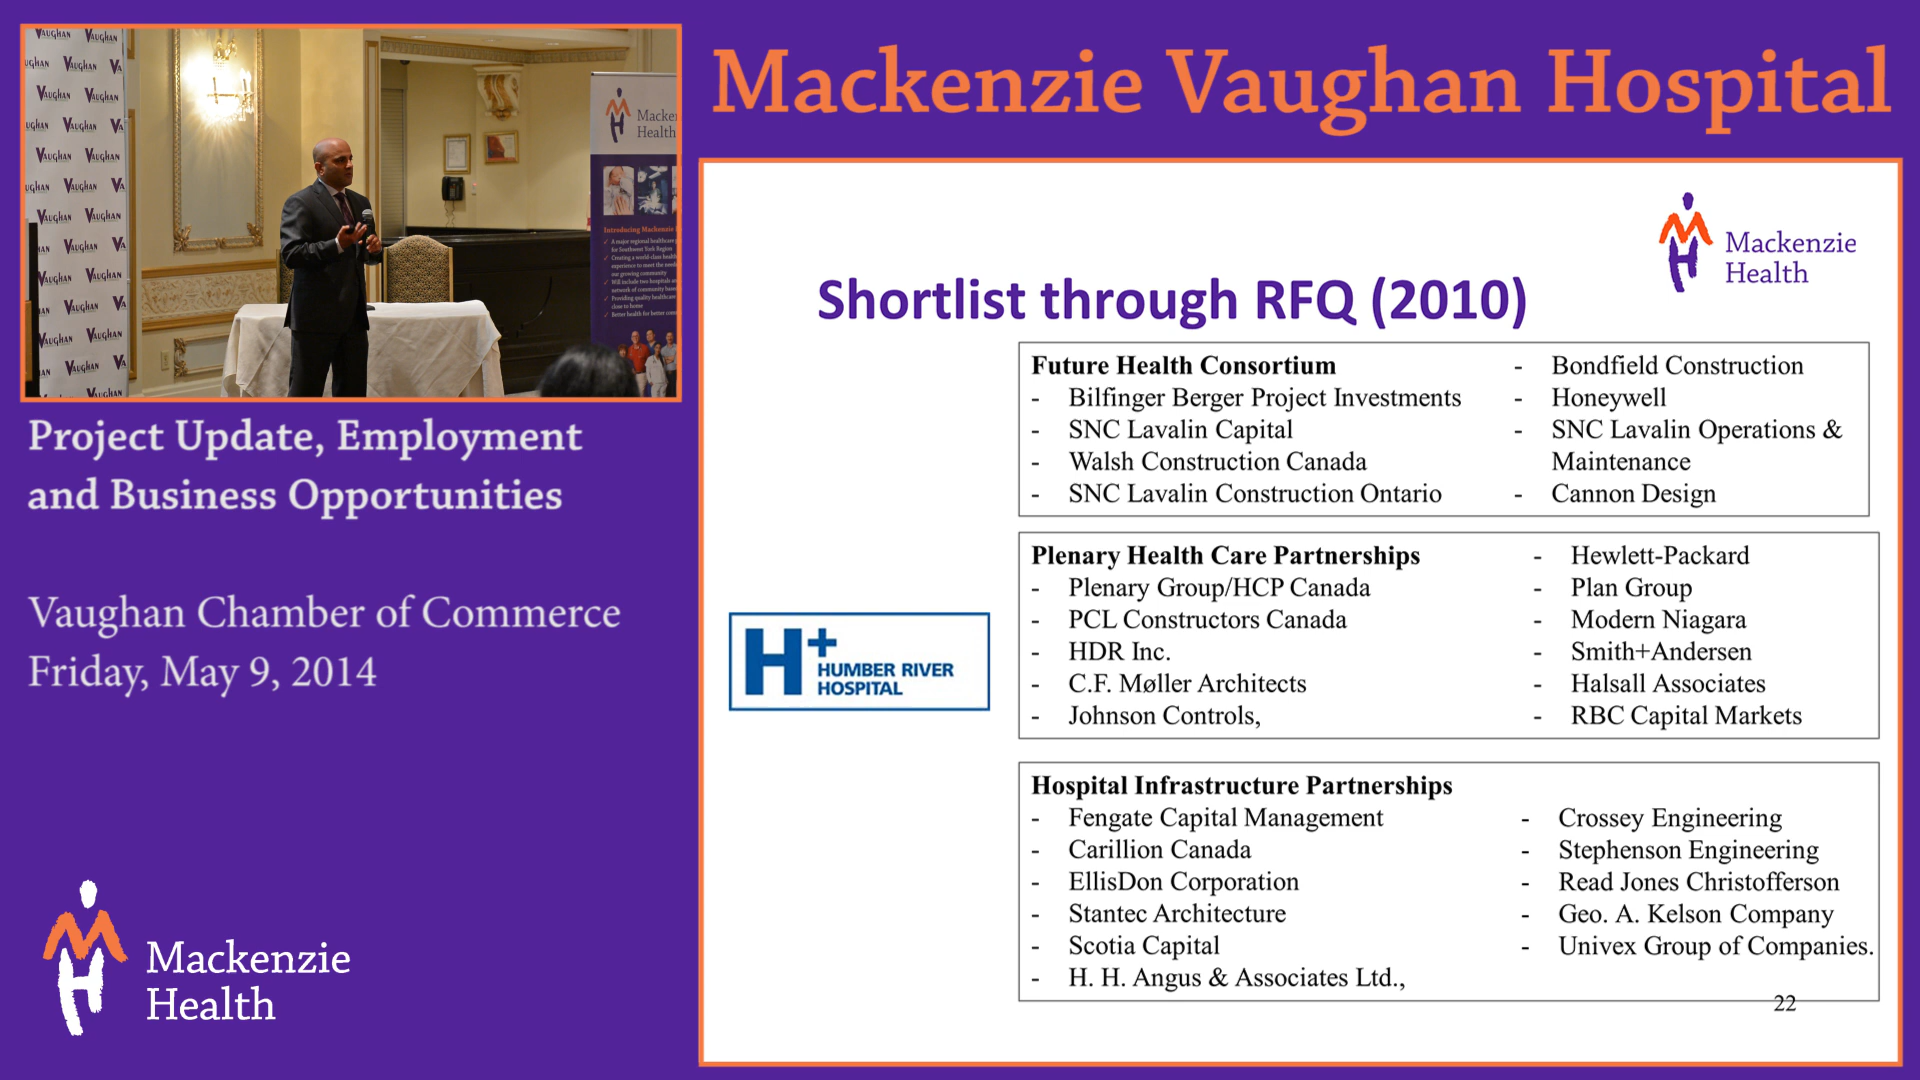 Mackenzie Vaughan Hospital
VAUGHAN VAUGHAN
Mackenzie
Health
Shortlist through RFQ (2010)
Future Health Consortium
- Bilfinger Berger Project Investments
- SNC Lavalin Capital
- Walsh Construction Canada
- SNC Lavalin Construction Ontario
- Bondfield Construction
- Honeywell
- SNC Lavalin Operations &
Maintenance
- Cannon Design
H+
HUMBER RIVER
HOSPITAL
Plenary Health Care Partnerships
- Plenary Group/HCP Canada
- PCL Constructors Canada
- HDR Inc.
- C.F. Møller Architects
- Johnson Controls,
- Hewlett-Packard
- Plan Group
- Modern Niagara
- Smith+Andersen
- Halsall Associates
- RBC Capital Markets
Hospital Infrastructure Partnerships
- Fengate Capital Management
- Carillion Canada
- EllisDon Corporation
- Stantec Architecture
- Scotia Capital
- H. H. Angus & Associates Ltd.,
- Crossey Engineering
- Stephenson Engineering
- Read Jones Christofferson
- Geo. A. Kelson Company
- Univex Group of Companies.
22
Project Update, Employment
and Business Opportunities
Vaughan Chamber of Commerce
Friday, May 9, 2014
Mackenzie
Health